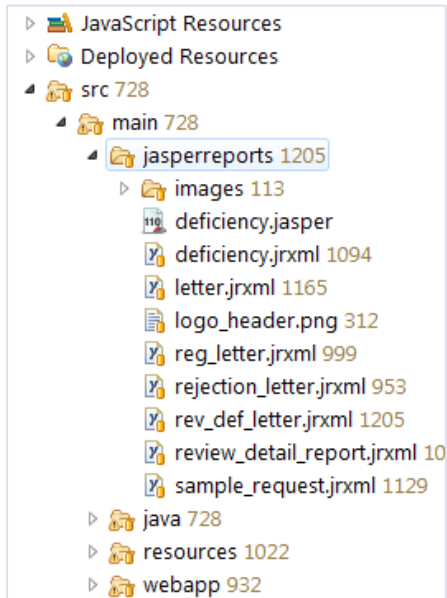 JavaScript Resources
Deployed Resources
src 728
main 728
jasperreports 1205
images 113
deficiency.jasper
deficiency.jrxml 1094
letter.jrxml 1165
logo_header.png 312
reg_letter.jrxml 999
rejection_letter.jrxml 953
rev_def_letter.jrxml 1205
review_detail_report.jrxml 10
sample_request.jrxml 1129
java 728
resources 1022
webapp 932